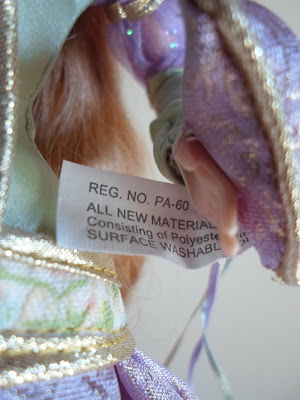 REG. NO. PA-60
ALL NEW MATERIAL
Consisting of Polyeste
SURFACE WASHABL